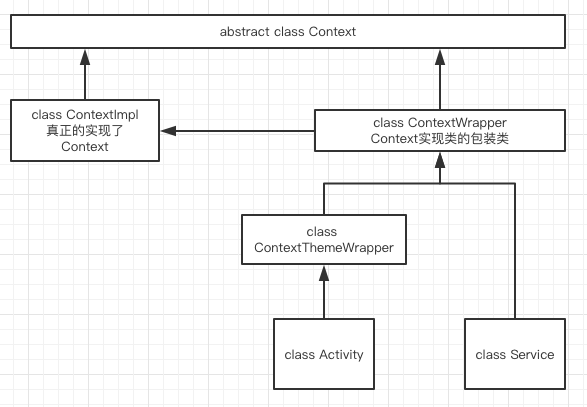 abstract class Context
class ContextImpl
真正的实现了
Context
class ContextWrapper
Context实现类的包装类
class
ContextThemeWrapper
class Activity
class Service